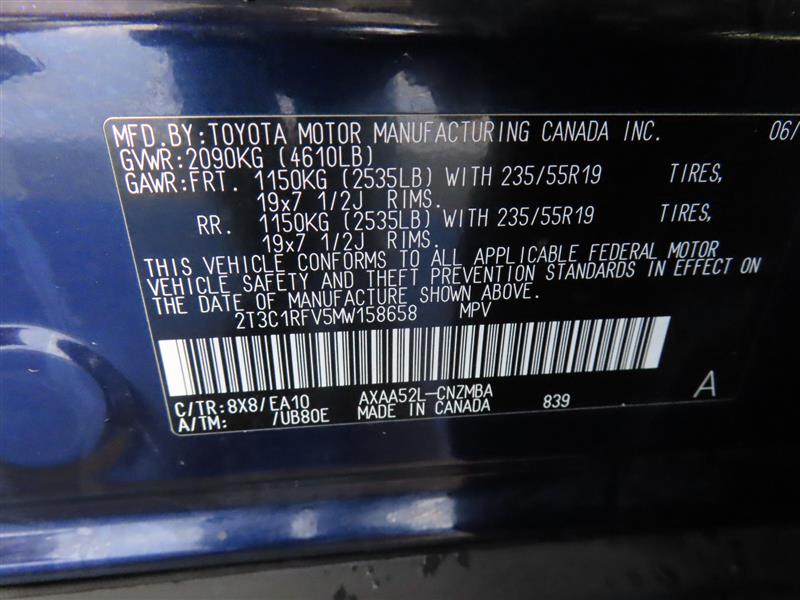 MFD.BY:TOYOTA MOTOR MANUFACTURING CANADA INC. 06/
GVWR:2090KG (4610LB)
GAWR:FRT. 1150KG (2535LB) WITH 235/55R19 TIRES,
19x7 1/2J RIMS.
RR. 1150KG (2535LB) WITH 235/55R19 TIRES,
19x7 1/2J RIMS.
THIS VEHICLE CONFORMS TO ALL APPLICABLE FEDERAL MOTOR
VEHICLE SAFETY AND THEFT PREVENTION STANDARDS IN EFFECT ON
THE DATE OF MANUFACTURE SHOWN ABOVE.
2T3C1RFV5MW158658 MPV
C/TR:8X8/EA10 AXAA52L-CNZMBA 839 A
A/TM: /UB80E MADE IN CANADA